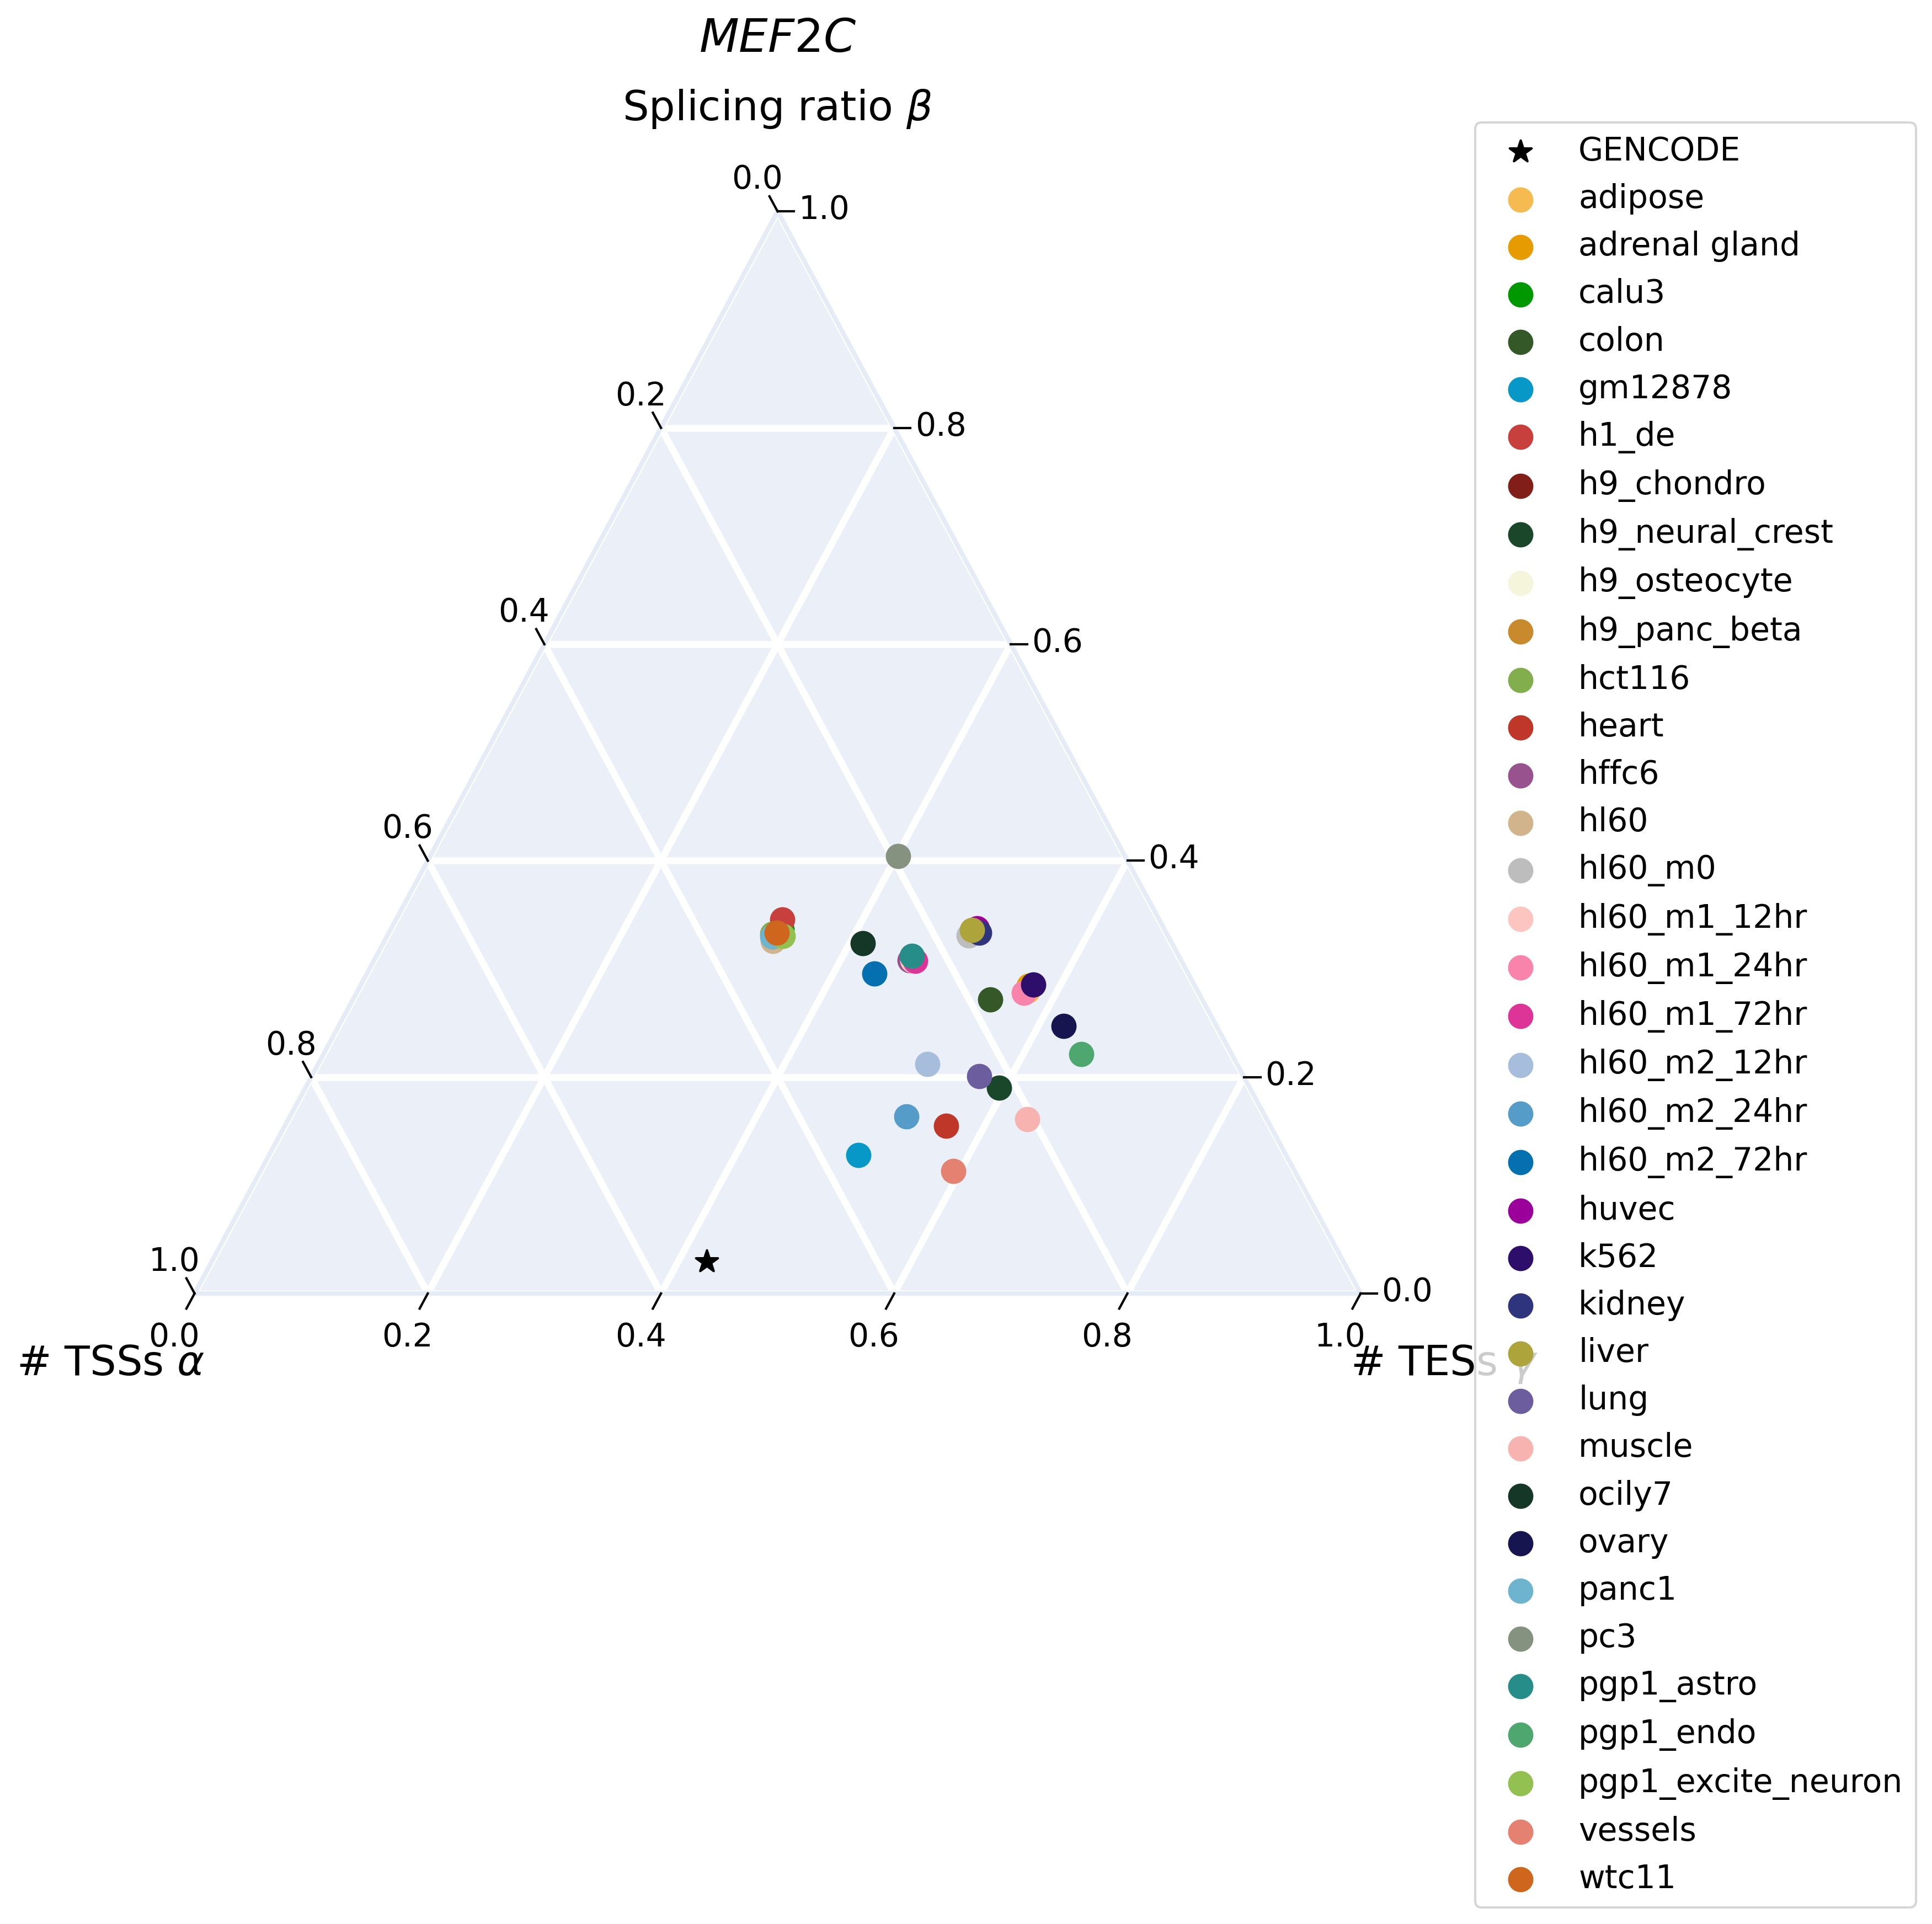 MEF2C
Splicing ratio β
0.0
1.0
0.2
0.8
0.4
0.6
0.6
0.4
0.8
0.2
1.0
0.0
0.0
0.2
0.4
0.6
0.8
1.0
# TSSs α
# TESs γ
GENCODE
adipose
adrenal gland
calu3
colon
gm12878
h1_de
h9_chondro
h9_neural_crest
h9_osteocyte
h9_panc_beta
hct116
heart
hffc6
hl60
hl60_m0
hl60_m1_12hr
hl60_m1_24hr
hl60_m1_72hr
hl60_m2_12hr
hl60_m2_24hr
hl60_m2_72hr
huvec
k562
kidney
liver
lung
muscle
ocily7
ovary
panc1
pc3
pgp1_astro
pgp1_endo
pgp1_excite_neuron
vessels
wtc11